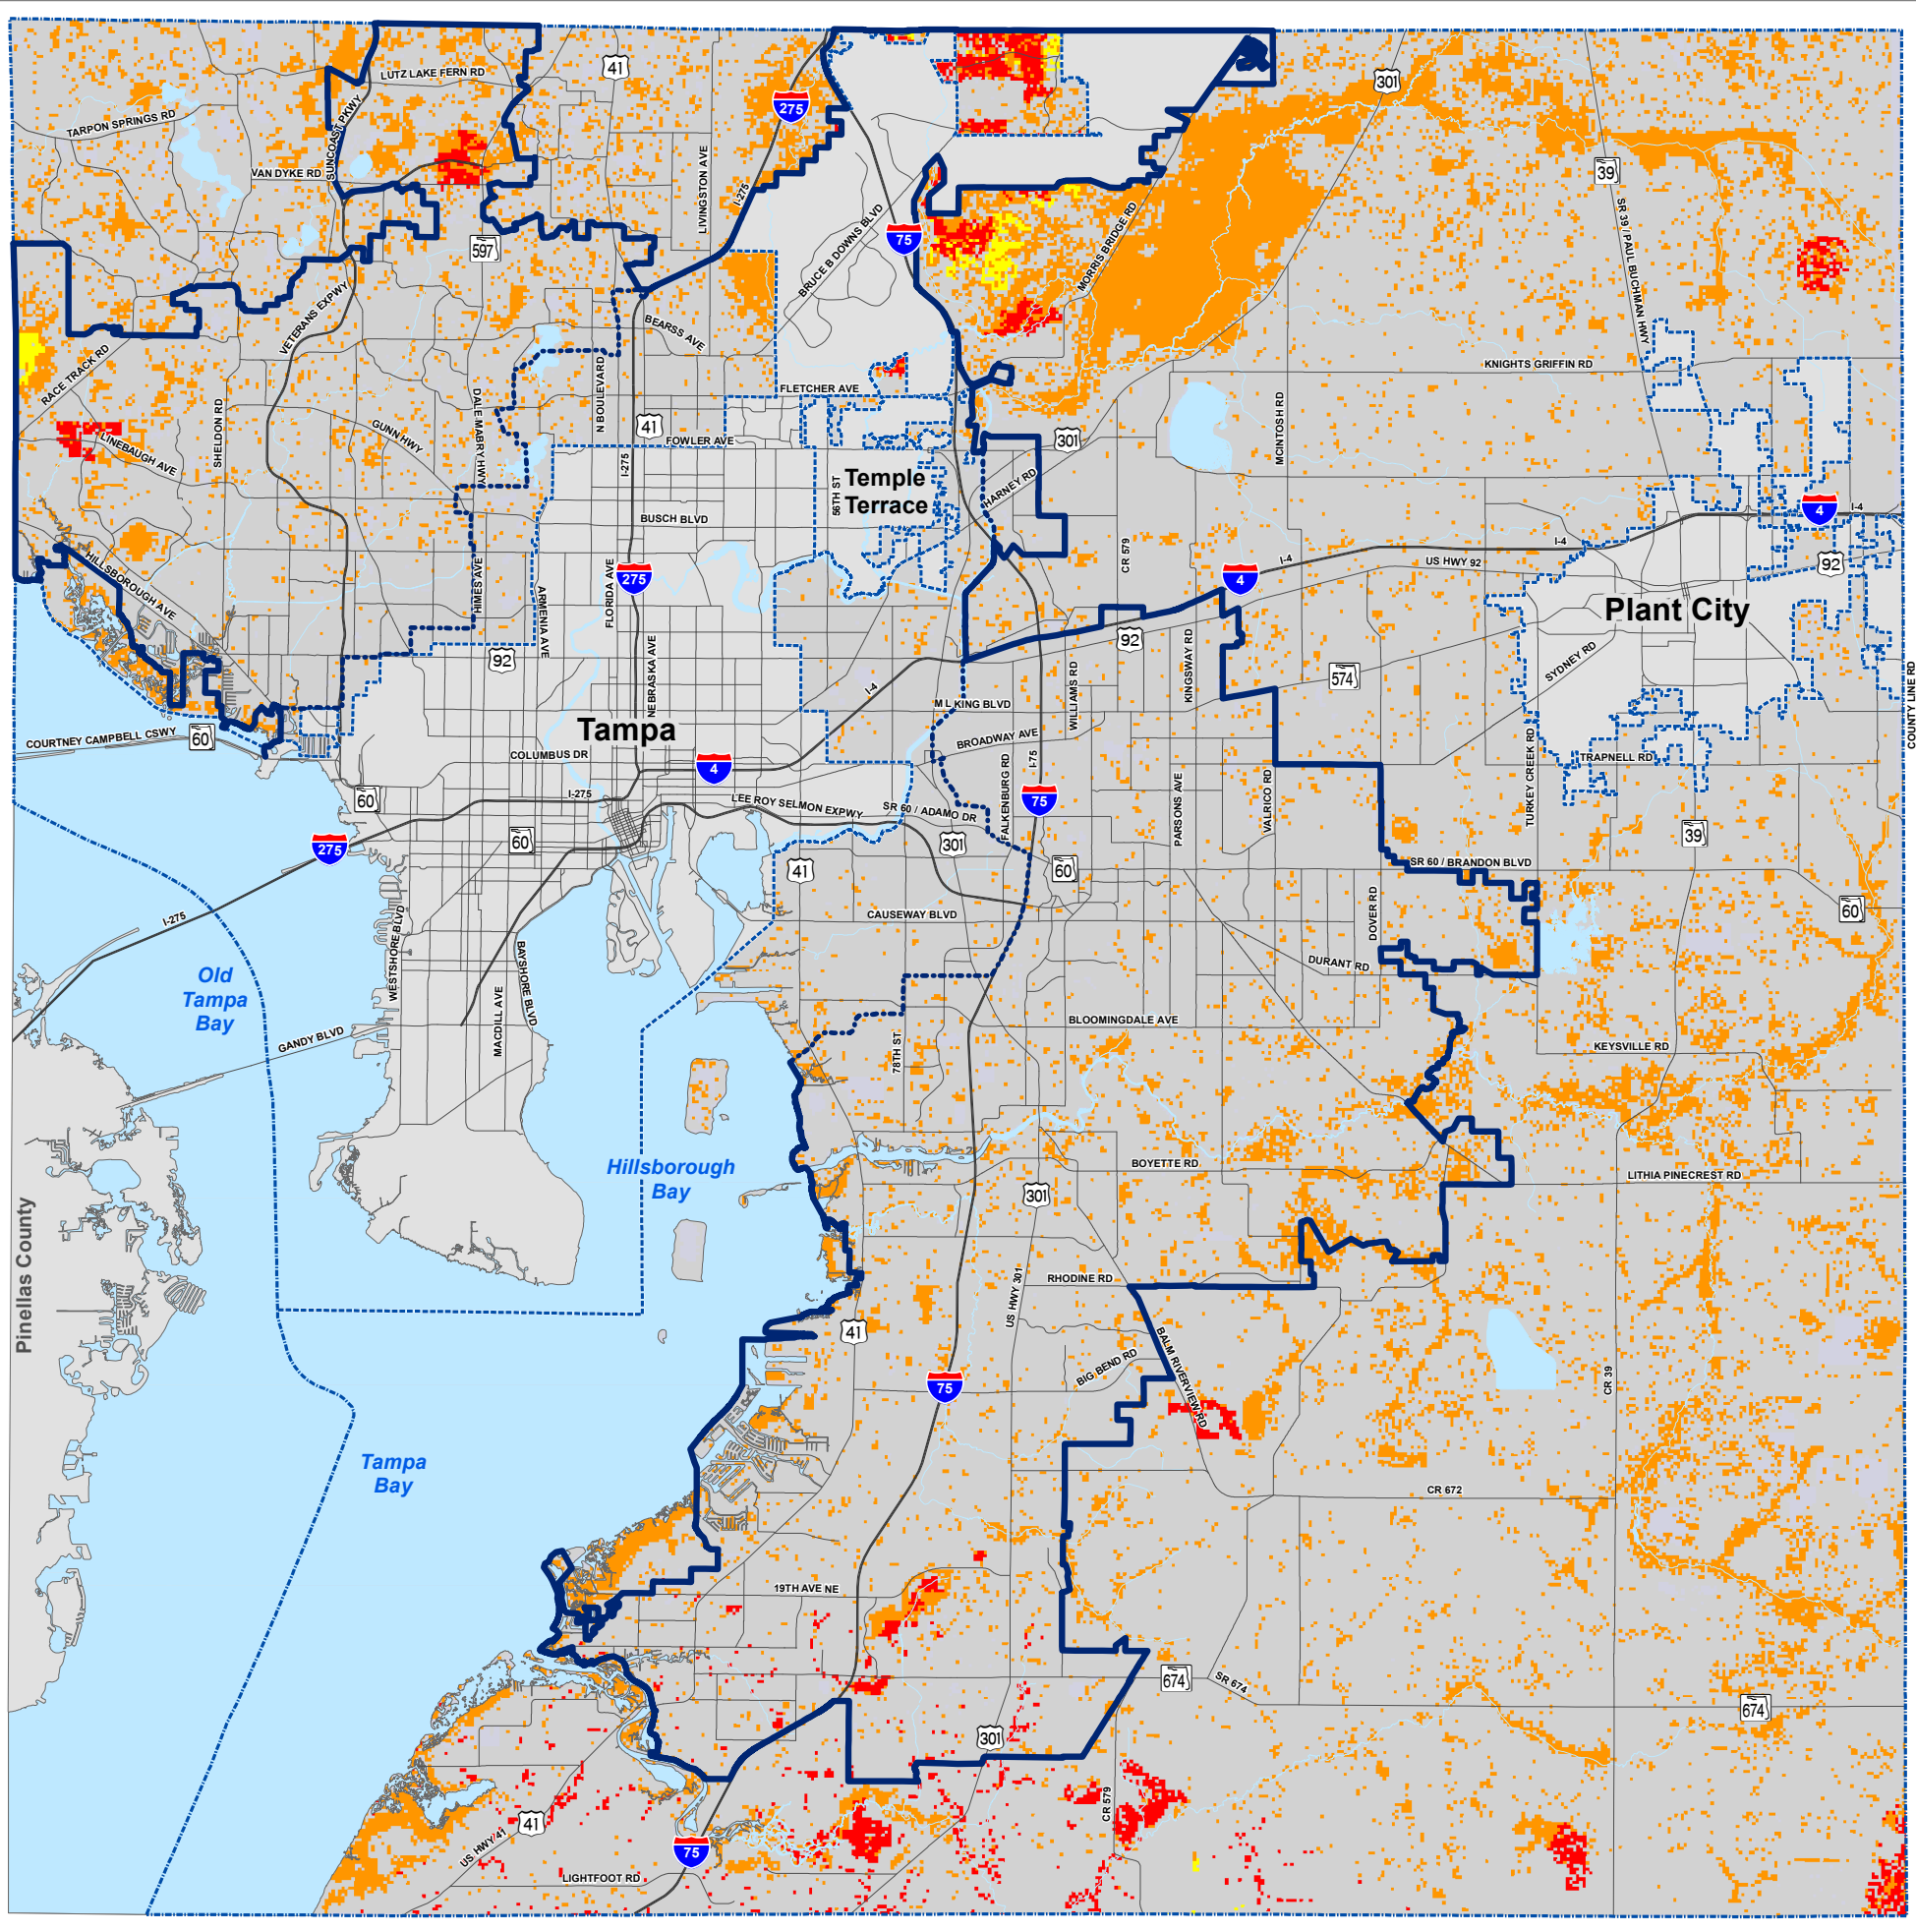 LUTZ LAKE FERN RD
41
301
275
TARPON SPRINGS RD
SUNCOAST PKWY
VAN DYKE RD
LIVINGSTON AVE
I-275
39
SR 39 / PAUL BUCHMAN HWY
597
BRUCE B DOWNS BLVD
75
MORRIS BRIDGE RD
VETERANS EXPWY
BEARSS AVE
RACE TRACK RD
N BOULEVARD
FLETCHER AVE
KNIGHTS GRIFFIN RD
DALE MABRY HWY
SHELDON RD
GUNN HWY
41
FOWLER AVE
301
MCINTOSH RD
LINEBAUGH AVE
I-275
56TH ST
Temple
Terrace
HARNEY RD
BUSCH BLVD
4
I-4
CR 579
I-4
I-4
US HWY 92
92
HILLSBOROUGH AVE
HIMES AVE
ARMENIA AVE
FLORIDA AVE
275
4
Plant City
92
92
NEBRASKA AVE
I-4
WILLIAMS RD
KINGSWAY RD
574
SYDNEY RD
COUNTY LINE RD
M L KING BLVD
Tampa
COURTNEY CAMPBELL CSWY
60
COLUMBUS DR
4
BROADWAY AVE
I-75
TRAPNELL RD
TURKEY CREEK RD
60
I-275
LEE ROY SELMON EXPWY
SR 60 / ADAMO DR
FALKENBURG RD
75
PARSONS AVE
VALRICO RD
275
60
301
39
41
60
SR 60 / BRANDON BLVD
I-275
WESTSHORE BLVD
BAYSHORE BLVD
CAUSEWAY BLVD
DOVER RD
60
Old
Tampa
Bay
MACDILL AVE
DURANT RD
GANDY BLVD
78TH ST
BLOOMINGDALE AVE
KEYSVILLE RD
Hillsborough
Bay
BOYETTE RD
LITHIA PINECREST RD
301
Pinellas County
US HWY 301
RHODINE RD
41
BALM RIVERVIEW RD
BIG BEND RD
75
CR 39
Tampa
Bay
CR 672
19TH AVE NE
674
SR 674
674
301
CR 579
41
US HWY 41
75
LIGHTFOOT RD